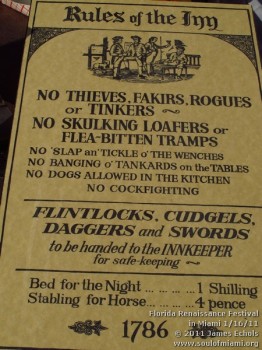 Rules of the Inn
NO THIEVES, FAKIRS, ROGUES
or TINKERS
NO SKULKING LOAFERS or
FLEA-BITTEN TRAMPS
NO 'SLAP an' TICKLE o' THE WENCHES
NO BANGING o' TANKARDS on the TABLES
NO DOGS ALLOWED IN THE KITCHEN
NO COCKFIGHTING
FLINTLOCKS, CUDGELS,
DAGGERS and SWORDS
to be handed to the INNKEEPER
for safe-keeping
Bed for the Night ... ... ... 1 Shilling
Stabling for Horse ... ... ... 4 pence
Florida Renaissance Festival
in Miami 1/16/11
© 2011 James Echols
www.soulofmiami.org
1786